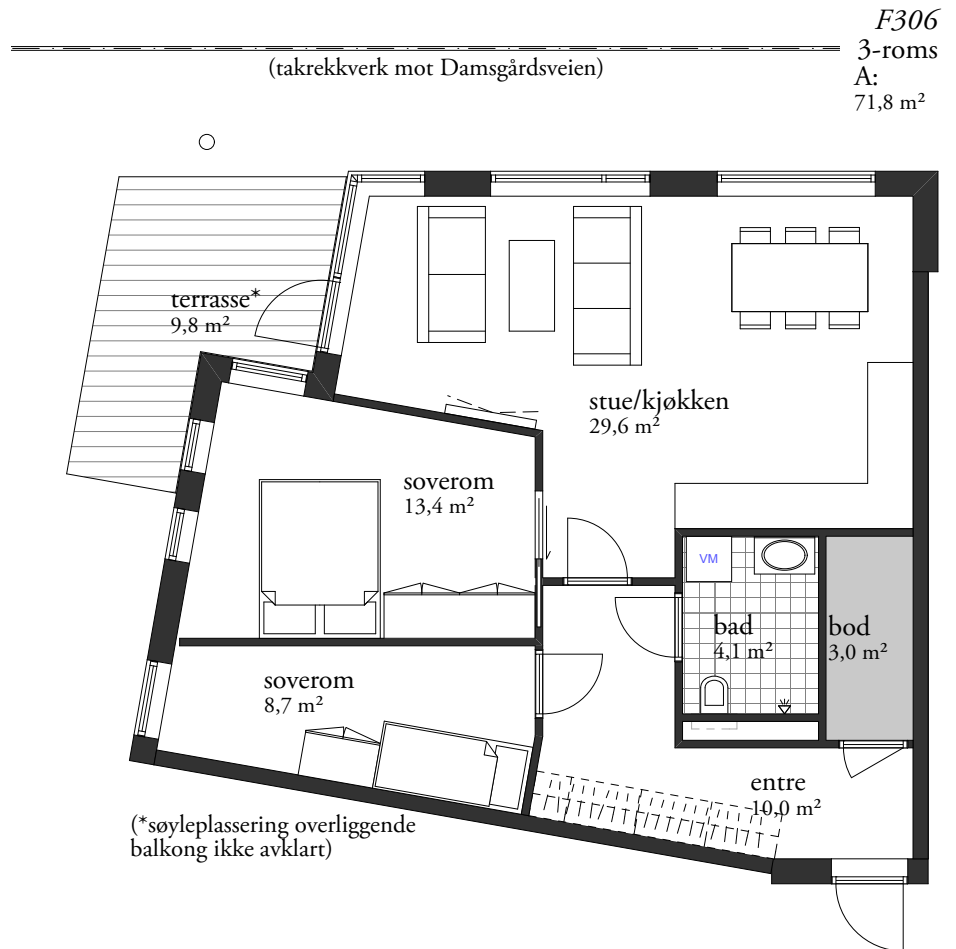 F306
3-roms
A:
71,8 m²
(takrekkverk mot Damsgårdsveien)
terrasse*
9,8 m²
stue/kjøkken
29,6 m²
soverom
13,4 m²
VM
bad
4,1 m²
bod
3,0 m²
soverom
8,7 m²
entre
10,0 m²
(*søyleplassering overliggende
balkong ikke avklart)